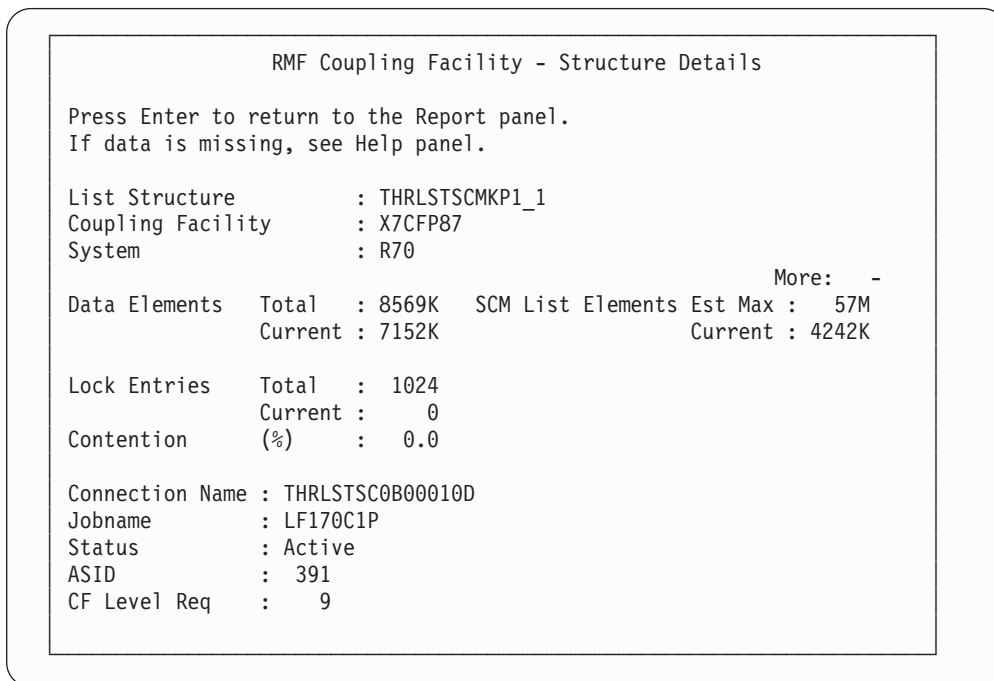 RMF Coupling Facility - Structure Details
Press Enter to return to the Report panel.
If data is missing, see Help panel.
List Structure : THRLSTSCMKP1_1
Coupling Facility : X7CFP87
System : R70
More: -
Data Elements Total : 8569K SCM List Elements Est Max : 57M
Current : 7152K Current : 4242K
Lock Entries Total : 1024
Current : 0
Contention (%) : 0.0
Connection Name : THRLSTSC0B00010D
Jobname : LF170C1P
Status : Active
ASID : 391
CF Level Req : 9